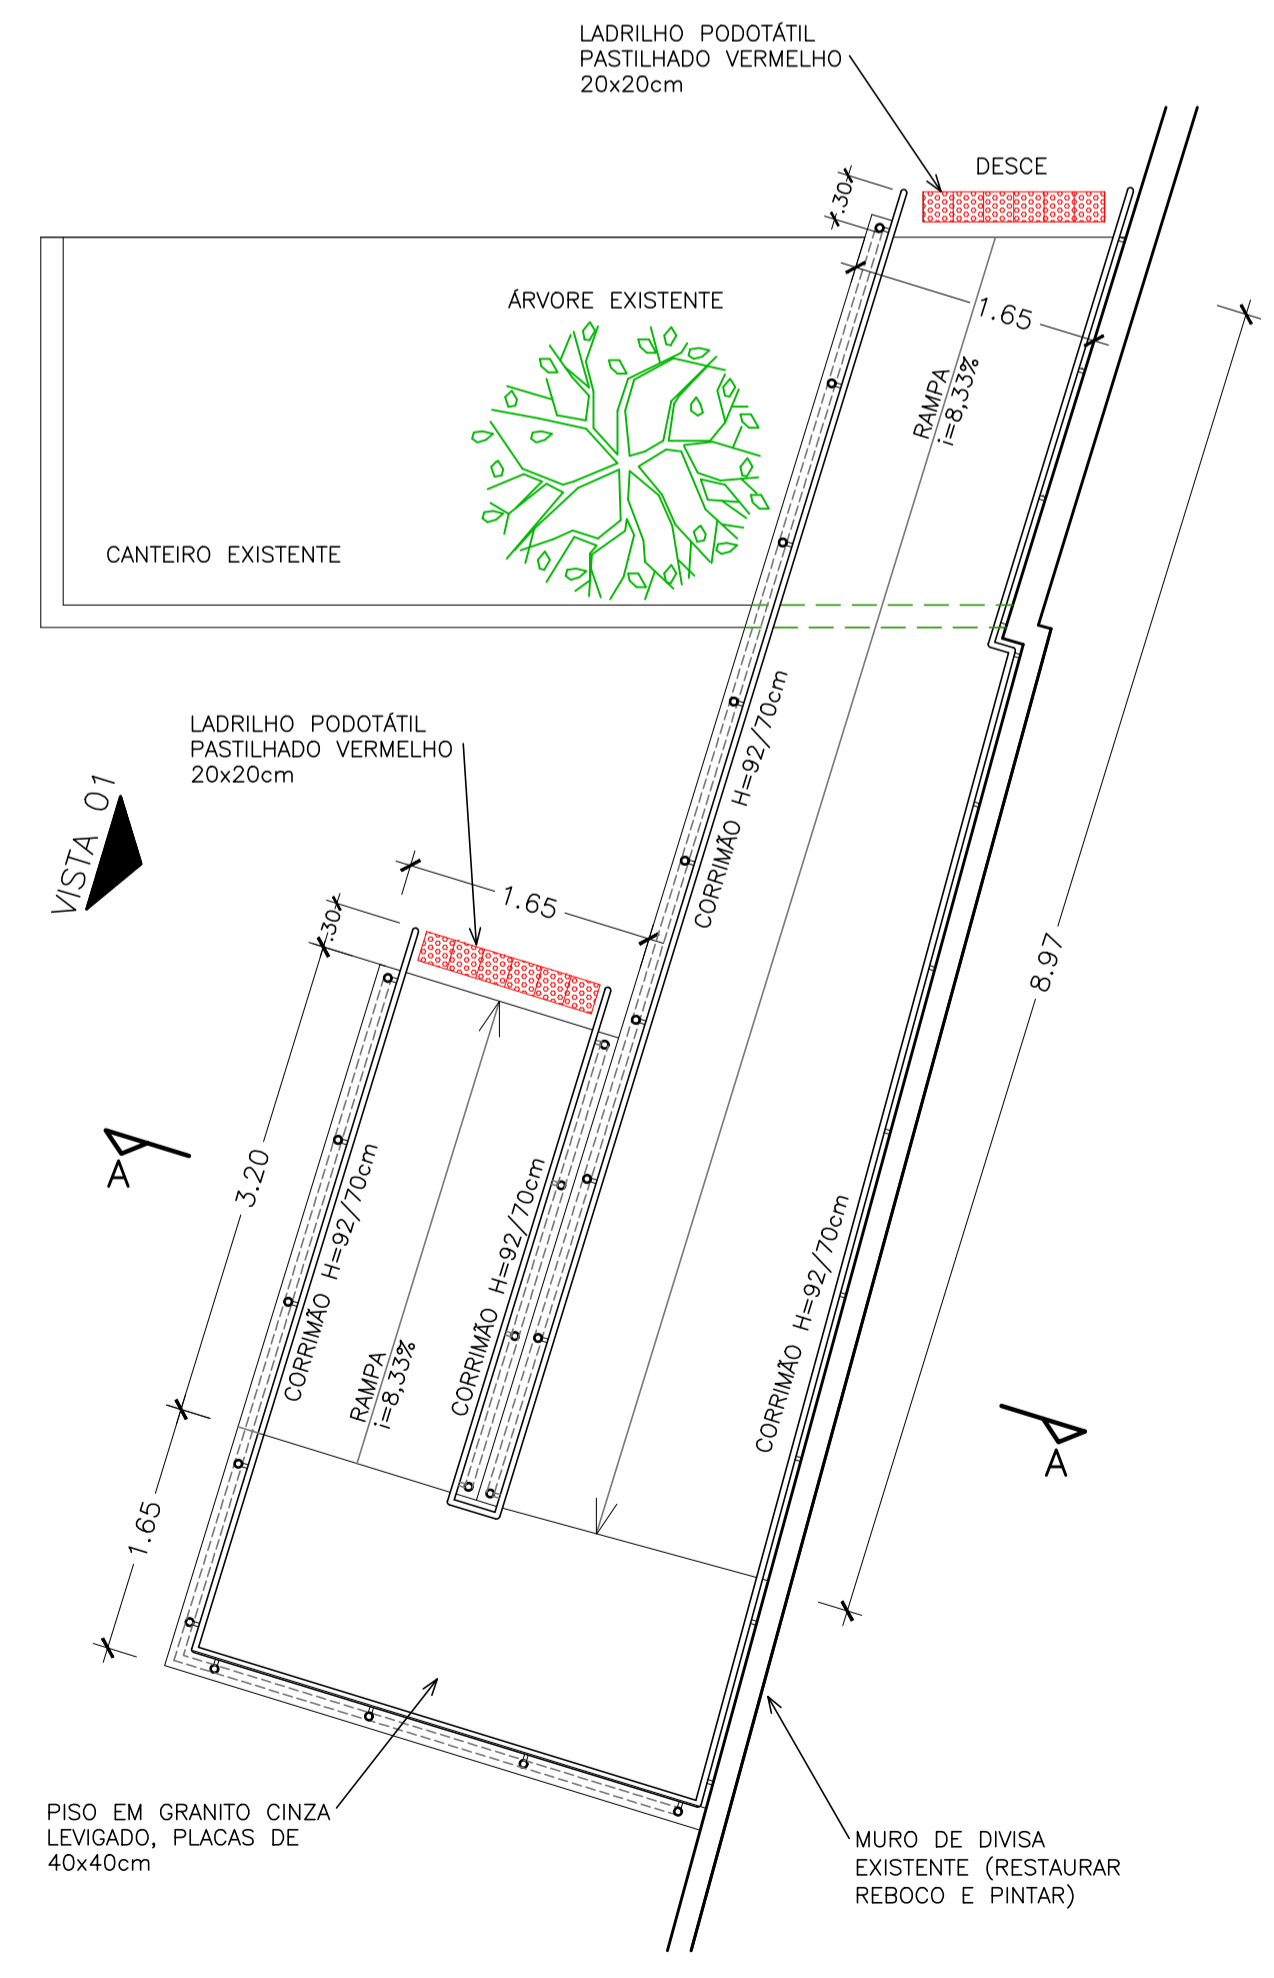 LADRILHO PODOTÁTIL
PASTILHADO VERMELHO
20x20cm
DESCE
.30
1.65
ÁRVORE EXISTENTE
RAMPA
i=8,33%
CANTEIRO EXISTENTE
LADRILHO PODOTÁTIL
PASTILHADO VERMELHO
20x20cm
VISTA 01
CORRIMÃO H=92/70cm
1.65
.30
8.97
3.20
A
CORRIMÃO H=92/70cm
CORRIMÃO H=92/70cm
CORRIMÃO H=92/70cm
RAMPA
i=8,33%
A
1.65
PISO EM GRANITO CINZA
LEVIGADO, PLACAS DE
40x40cm
MURO DE DIVISA
EXISTENTE (RESTAURAR
REBOCO E PINTAR)